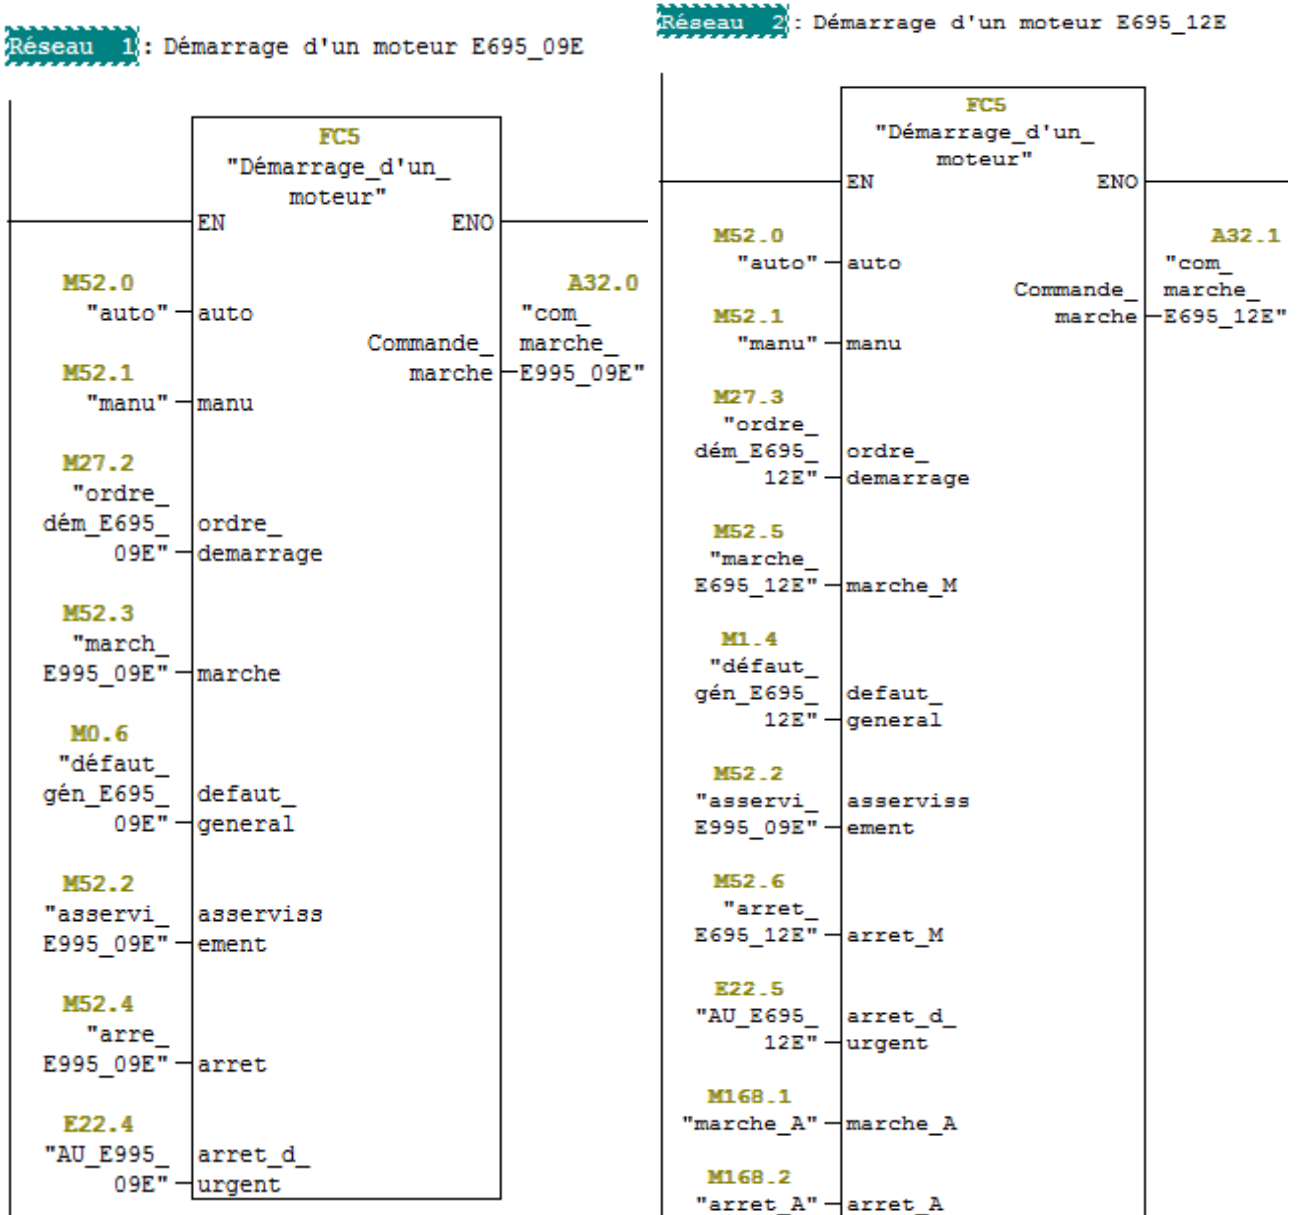 Réseau 1: Démarrage d'un moteur E695_09E
FC5
"Démarrage_d'un_
moteur"
EN ENO
M52.0
"auto" auto
A32.0
"com_
Commande_ marche_
marche E995_09E"
M52.1
"manu" manu
M27.2
"ordre_
dém_E695_ ordre_
09E" demarrage
M52.3
"march_
E995_09E" marche
M0.6
"défaut_
gén_E695_ defaut_
09E" general
M52.2
"asservi_ asserviss
E995_09E" ement
M52.4
"arre_
E995_09E" arret
E22.4
"AU_E995_ arret_d_
09E" urgent
Réseau 2: Démarrage d'un moteur E695_12E
FC5
"Démarrage_d'un_
moteur"
EN ENO
M52.0
"auto" auto
A32.1
"com_
Commande_ marche_
marche E695_12E"
M52.1
"manu" manu
M27.3
"ordre_
dém_E695_ ordre_
12E" demarrage
M52.5
"marche_
E695_12E" marche_M
M1.4
"défaut_
gén_E695_ defaut_
12E" general
M52.2
"asservi_ asserviss
E995_09E" ement
M52.6
"arret_
E695_12E" arret_M
E22.5
"AU_E695_ arret_d_
12E" urgent
M168.1
"marche_A" marche_A
M168.2
"arret_A" arret_A